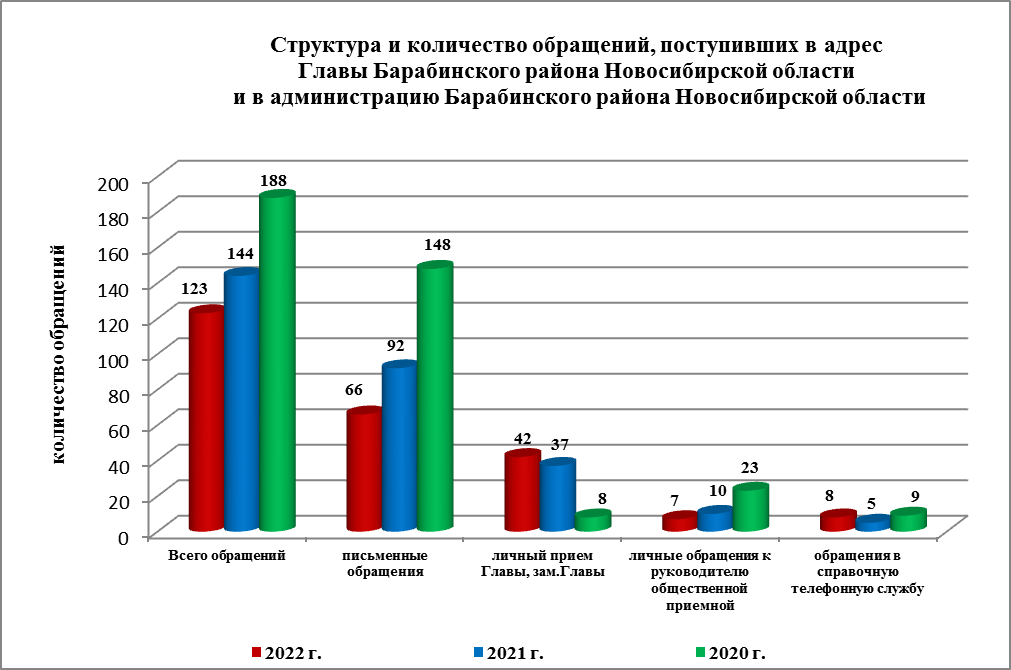 Структура и количество обращений, поступивших в адрес
Главы Барабинского района Новосибирской области
и в администрацию Барабинского района Новосибирской области
количество обращений
200
180
160
140
120
100
80
60
40
20
0
123
144
188
66
92
148
42
37
8
7
10
23
8
5
9
Всего обращений
письменные
обращения
личный прием
Главы, зам.Главы
личные обращения к
руководителю
общественной
приемной
обращения в
справочную
телефонную службу
2022 г.
2021 г.
2020 г.